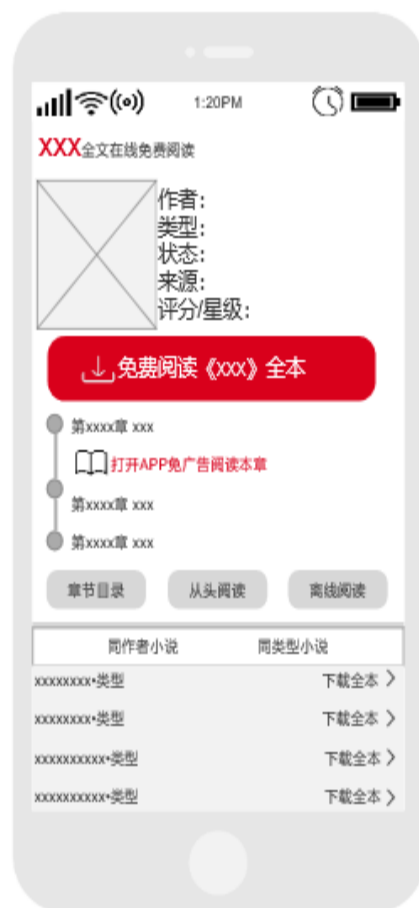 1:20PM
XXX全文在线免费阅读
作者：
类型：
状态：
来源：
评分/星级：
免费阅读《xxx》全本
第xxxx章 xxx
打开APP免广告阅读本章
第xxxx章 xxx
第xxxx章 xxx
章节目录 从头阅读 离线阅读
同作者小说 同类型小说
xxxxxxxx•类型 下载全本 >
xxxxxxxx•类型 下载全本 >
xxxxxxxxxx•类型 下载全本 >
xxxxxxxxxx•类型 下载全本 >